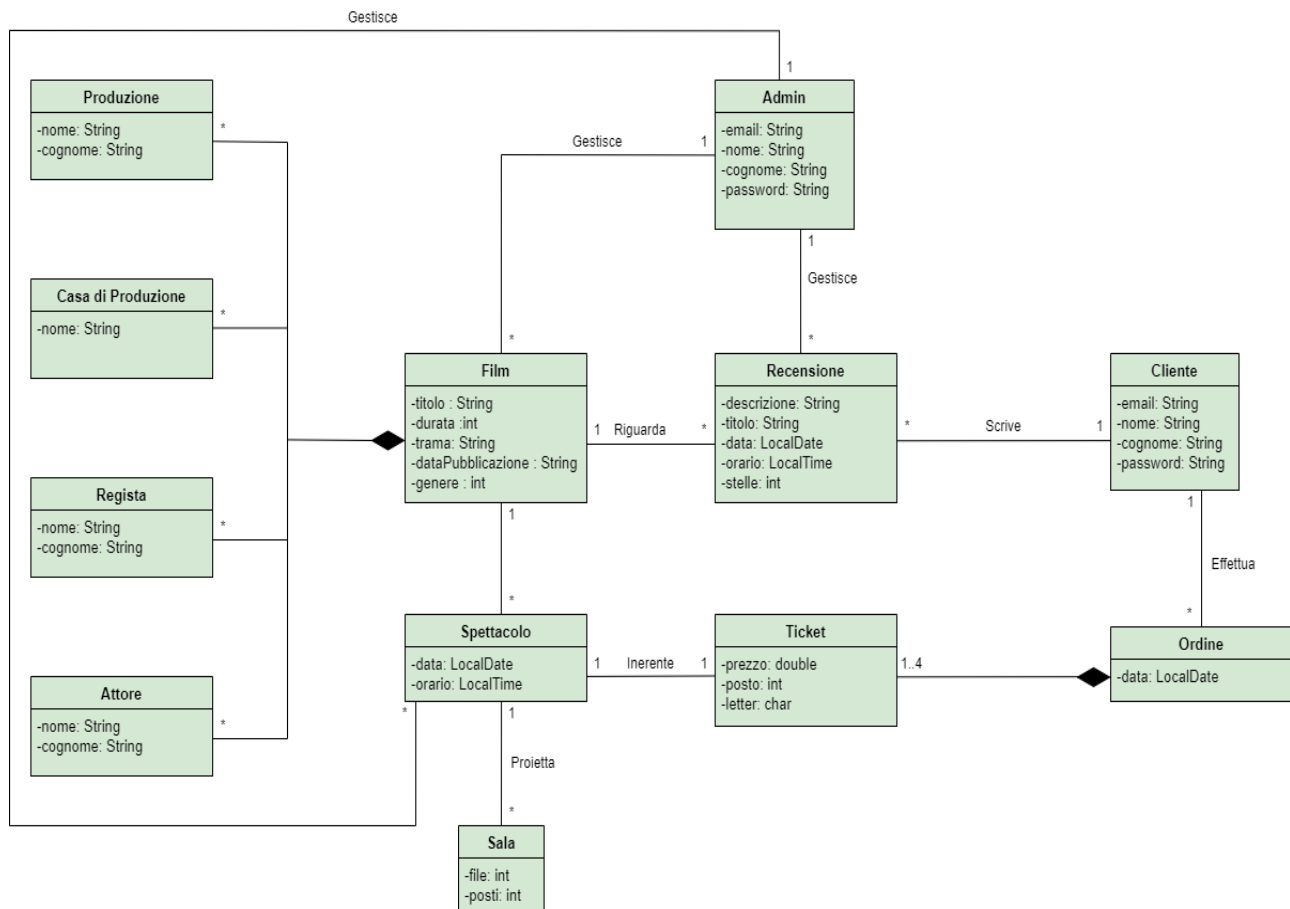 Gestisce
1
Produzione
-nome: String
-cognome: String
*
Admin
-email: String
-nome: String
-cognome: String
-password: String
Gestisce
1
1
Gestisce
*
Casa di Produzione
-nome: String
*
*
Film
-titolo : String
-durata :int
-trama: String
-dataPubblicazione : String
-genere : int
1
Riguarda
*
Recensione
-descrizione: String
-titolo: String
-data: LocalDate
-orario: LocalTime
-stelle: int
*
Scrive
1
Cliente
-email: String
-nome: String
-cognome: String
-password: String
Regista
-nome: String
-cognome: String
*
1
*
1
Effettua
*
Spettacolo
-data: LocalDate
-orario: LocalTime
1
Inerente
1
Ticket
-prezzo: double
-posto: int
-letter: char
1..4
Ordine
-data: LocalDate
Attore
-nome: String
-cognome: String
*
*
1
Proietta
*
Sala
-file: int
-posti: int